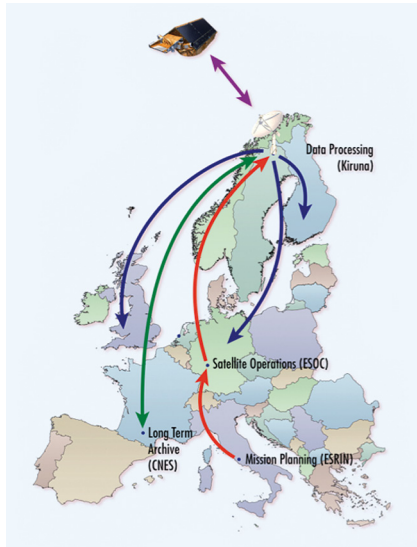 Data Processing
(Kiruna)
Satellite Operations (ESOC)
Long Term
Archive
(CNES)
Mission Planning (ESRIN)